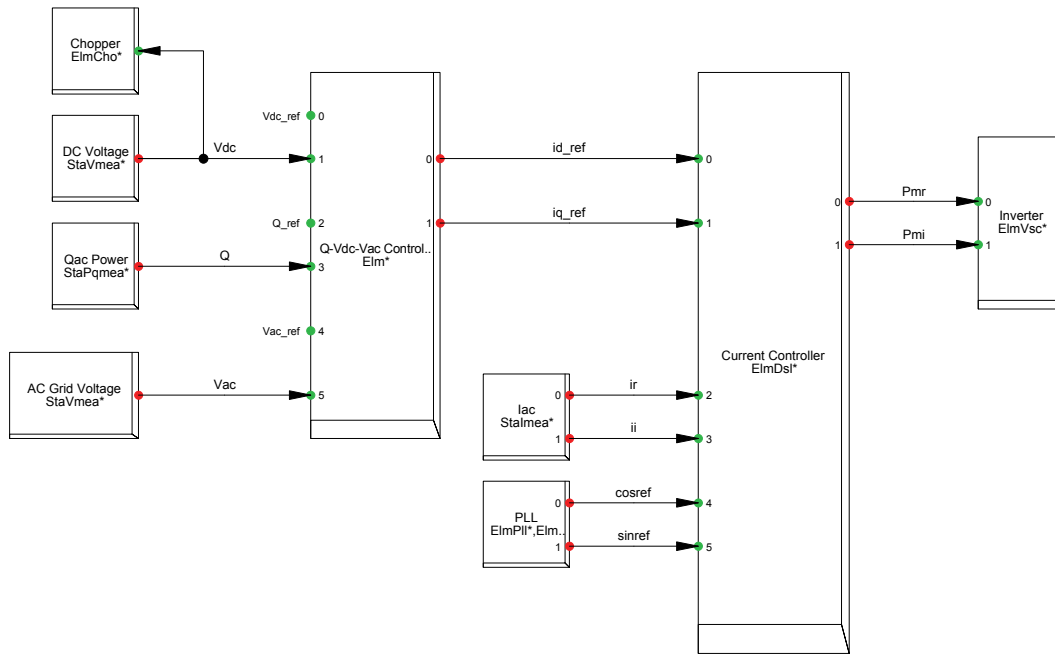 Chopper
ElmCho*
DC Voltage
StaVmea*
Qac Power
StaPqmea*
AC Grid Voltage
StaVmea*
Vdc
Q
Vac
Vdc_ref
Q_ref
Vac_ref
0
1
2
3
4
5
Q-Vdc-Vac Control..
Elm*
0
1
id_ref
iq_ref
Iac
StaImea*
0
1
PLL
ElmPll*,Elm..
0
1
ir
ii
cosref
sinref
0
1
2
3
4
5
Current Controller
ElmDsl*
0
1
Pmr
Pmi
0
1
Inverter
ElmVsc*